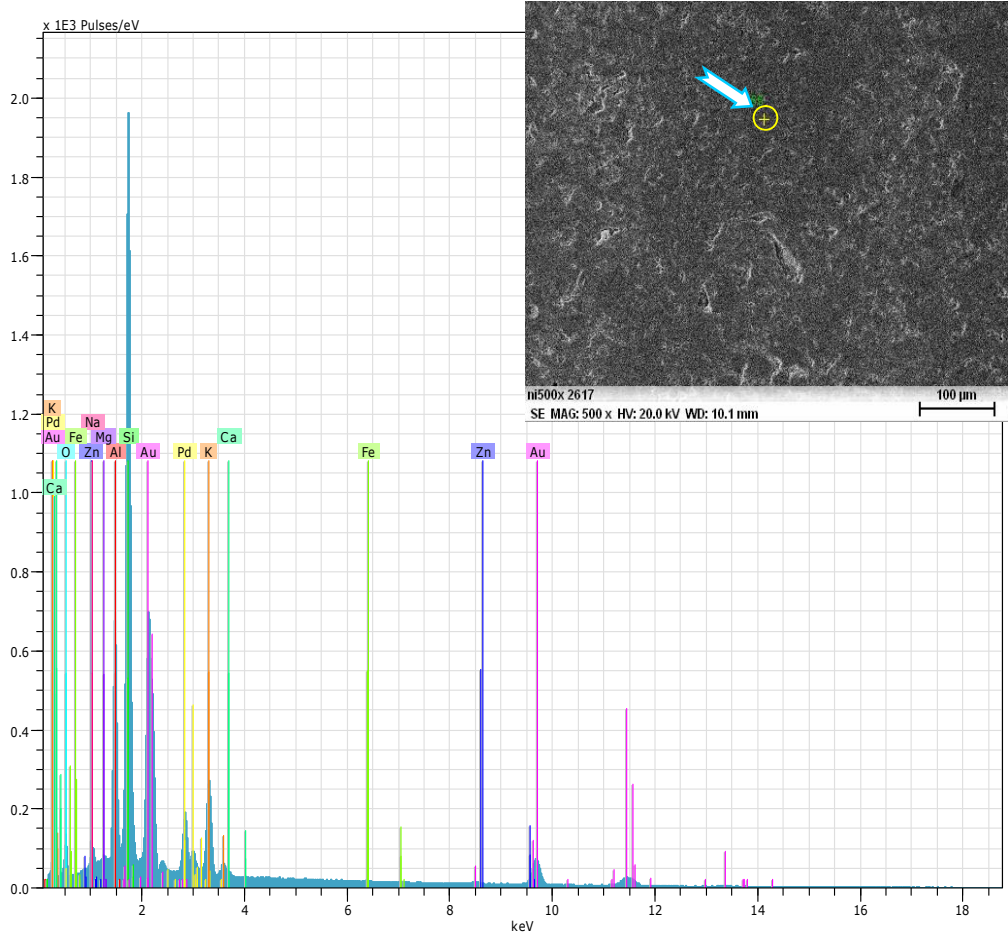 x 1E3 Pulses/eV
2.0
1.8
1.6
1.4
1.2
1.0
0.8
0.6
0.4
0.2
0.0
K
Pd Na
Au Fe Mg Si Ca
O Zn Al Au Pd K Fe Zn Au
Ca
2 4 6 8 10 12 14 16 18
keV
ni500x 2617
SE MAG: 500 x HV: 20.0 kV WD: 10.1 mm
100 µm